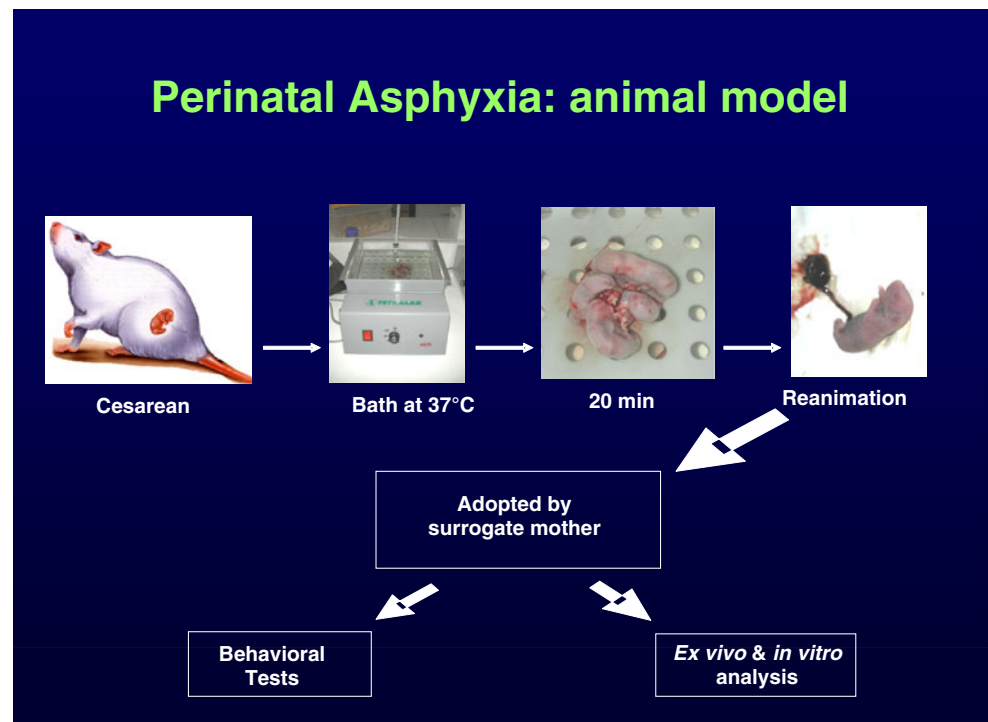 Perinatal Asphyxia: animal model
Cesarean
Bath at 37°C
20 min
Reanimation
Adopted by
surrogate mother
Behavioral
Tests
Ex vivo & in vitro
analysis